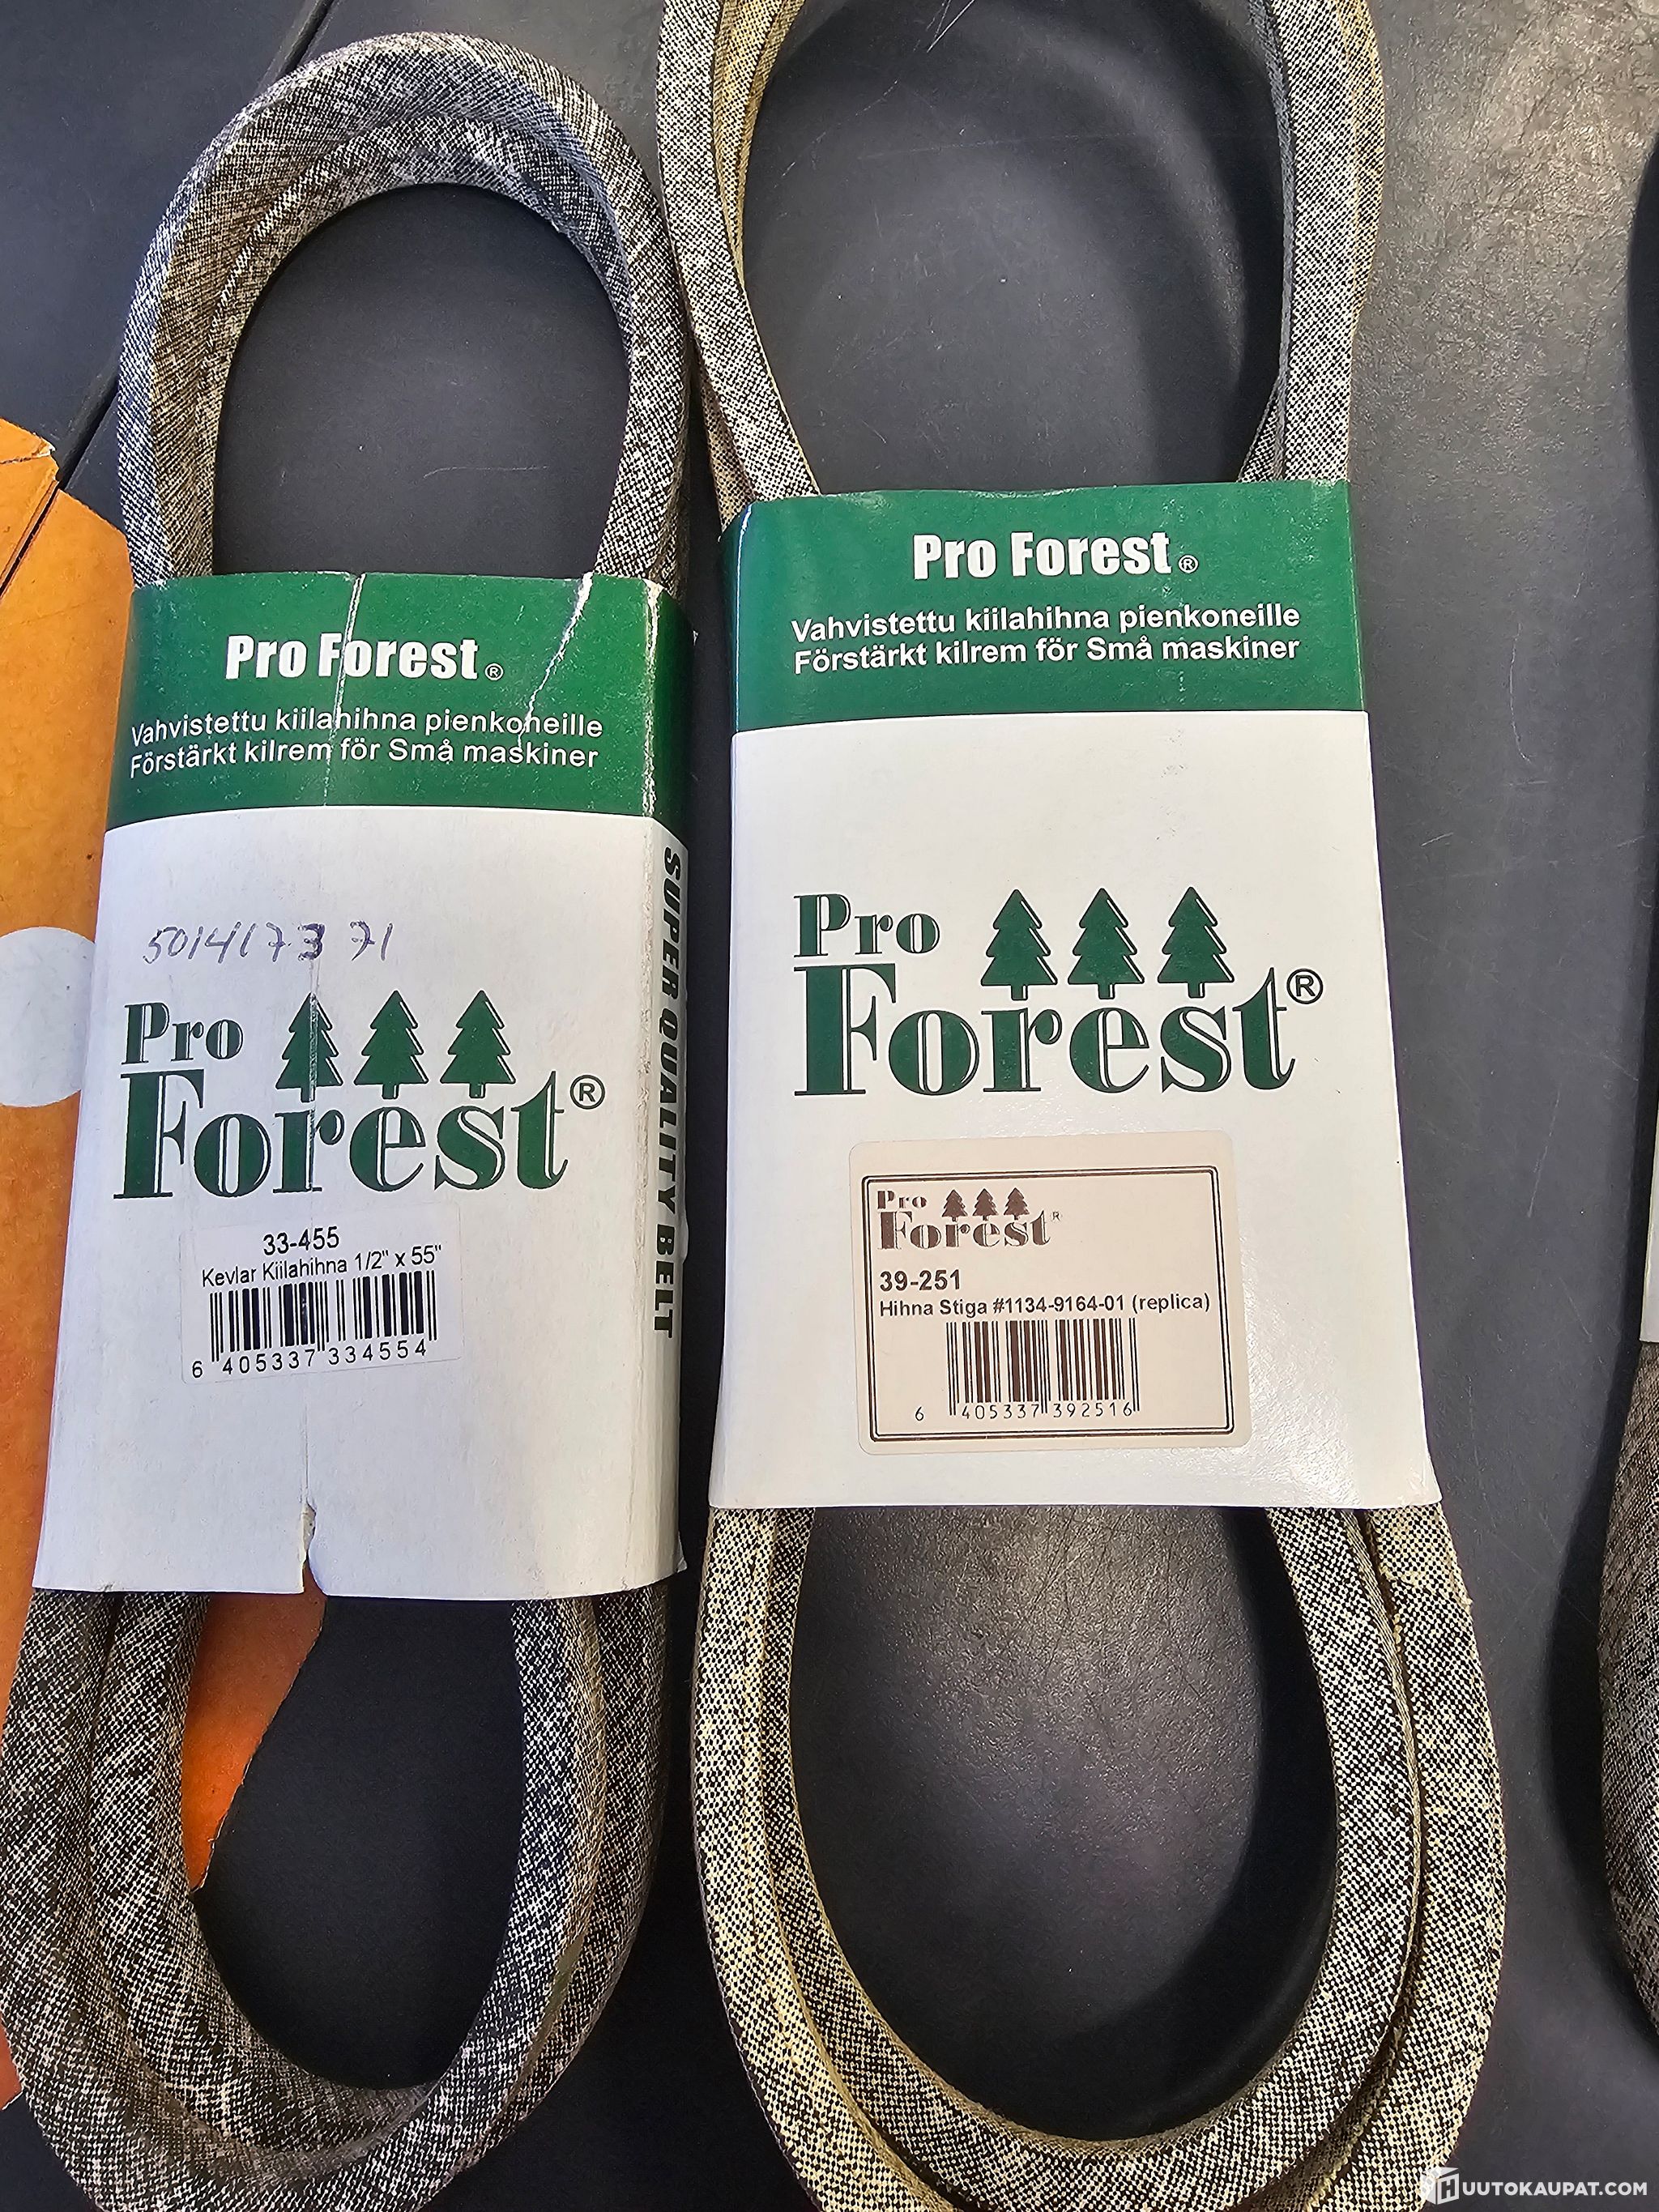 Pro Forest ®
Vahvistettu kiilahihna pienkoneille
Förstärkt kilrem för Små maskiner
5014173 71
Pro
Forest®
SUPER QUALITY BELT
33-455
Kevlar Kiilahihna 1/2" x 55"
6 405337 334554
Pro Forest ®
Vahvistettu kiilahihna pienkoneille
Förstärkt kilrem för Små maskiner
Pro
Forest®
Pro
Forest®
39-251
Hihna Stiga #1134-9164-01 (replica)
6 405337 392516
HUUTOKAUPAT.COM